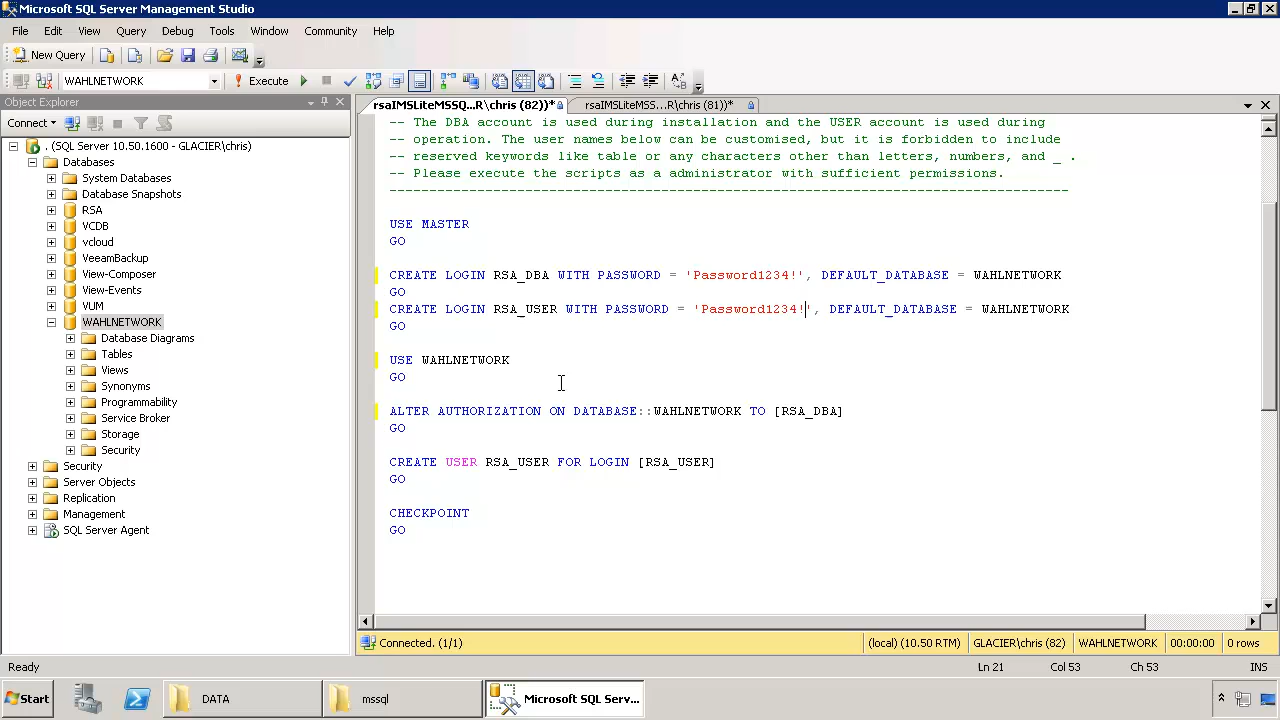 Microsoft SQL Server Management Studio
File Edit View Query Debug Tools Window Community Help
New Query
WAHLNETWORK Execute
Object Explorer
Connect
. (SQL Server 10.50.1600 - GLACIER\chris)
Databases
System Databases
Database Snapshots
RSA
VCDB
vcloud
VeeamBackup
View-Composer
View-Events
VUM
WAHLNETWORK
Database Diagrams
Tables
Views
Synonyms
Programmability
Service Broker
Storage
Security
Security
Server Objects
Replication
Management
SQL Server Agent
rsaIMSLiteMSSQ...R\chris (82))* rsaIMSLiteMSS...R\chris (81))*
-- The DBA account is used during installation and the USER account is used during
-- operation. The user names below can be customised, but it is forbidden to include
-- reserved keywords like table or any characters other than letters, numbers, and _ .
-- Please execute the scripts as a administrator with sufficient permissions.
-------------------------------------------------------------------------------------
USE MASTER
GO
CREATE LOGIN RSA_DBA WITH PASSWORD = 'Password1234!', DEFAULT_DATABASE = WAHLNETWORK
GO
CREATE LOGIN RSA_USER WITH PASSWORD = 'Password1234!', DEFAULT_DATABASE = WAHLNETWORK
GO
USE WAHLNETWORK
GO
ALTER AUTHORIZATION ON DATABASE::WAHLNETWORK TO [RSA_DBA]
GO
CREATE USER RSA_USER FOR LOGIN [RSA_USER]
GO
CHECKPOINT
GO
Connected. (1/1) (local) (10.50 RTM) GLACIER\chris (82) WAHLNETWORK 00:00:00 0 rows
Ready Ln 21 Col 53 Ch 53 INS
Start DATA mssql Microsoft SQL Serv...